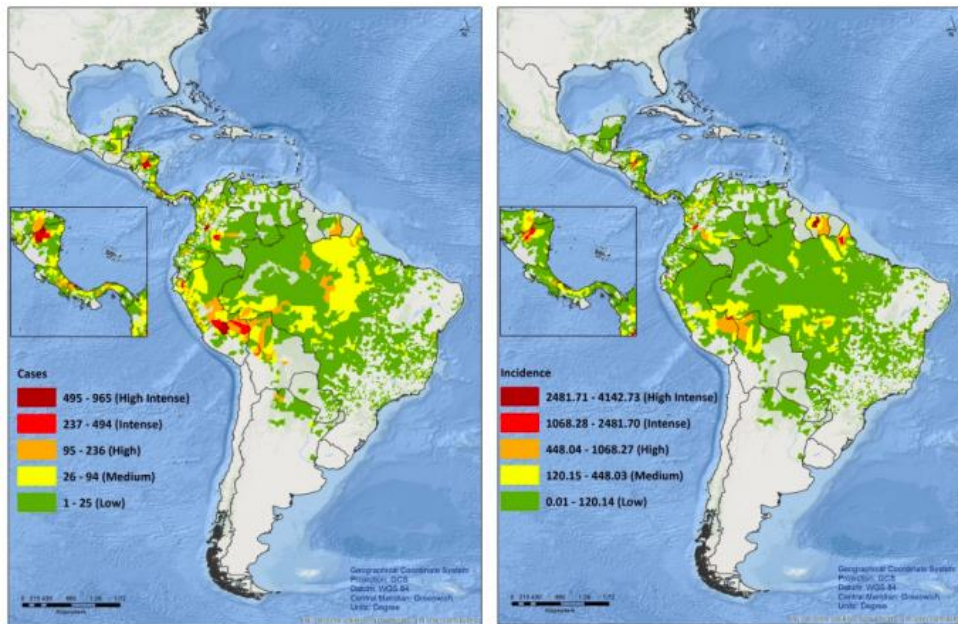 N
Cases
495 - 965 (High Intense)
237 - 494 (Intense)
95 - 236 (High)
26 - 94 (Medium)
1 - 25 (Low)
Geographical Coordinate System
Projection: GCS
Datum: WGS 84
Central Meridian: Greenwich
Units: Degree
Kilometers
N
Incidence
2481.71 - 4142.73 (High Intense)
1068.28 - 2481.70 (Intense)
448.04 - 1068.27 (High)
120.15 - 448.03 (Medium)
0.01 - 120.14 (Low)
Geographical Coordinate System
Projection: GCS
Datum: WGS 84
Central Meridian: Greenwich
Units: Degree
Kilometers